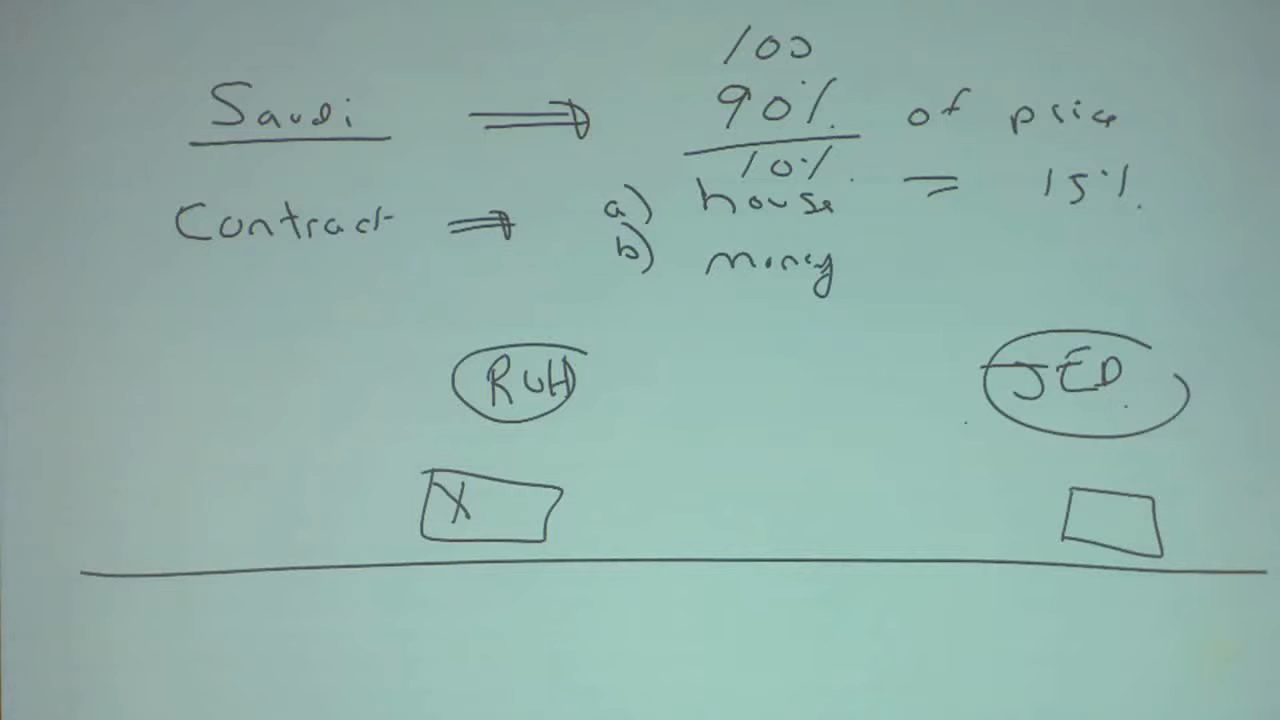 100
Saudi ⟹ 90% of price
10%
Contract ⟹ a) house = 15%
b) money
RUH JED
X